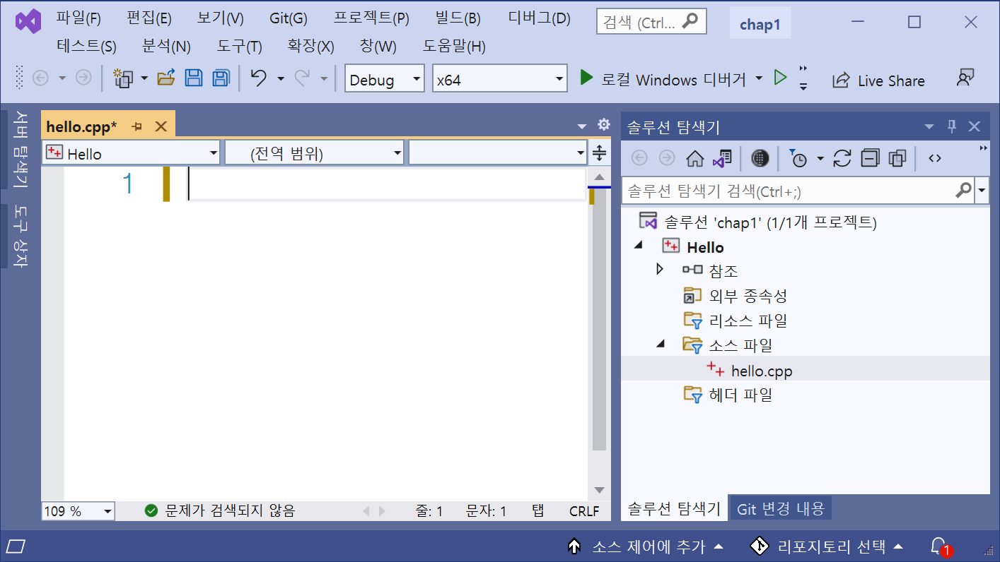 파일(F) 편집(E) 보기(V) Git(G) 프로젝트(P) 빌드(B) 디버그(D) 검색 (Ctrl... chap1
테스트(S) 분석(N) 도구(T) 확장(X) 창(W) 도움말(H)
Debug x64 로컬 Windows 디버거 Live Share
서버 탐색기
도구 상자
hello.cpp*
Hello (전역 범위)
1
109 % 문제가 검색되지 않음 줄: 1 문자: 1 탭 CRLF
솔루션 탐색기
솔루션 탐색기 검색(Ctrl+;)
솔루션 'chap1' (1/1개 프로젝트)
Hello
참조
외부 종속성
리소스 파일
소스 파일
hello.cpp
헤더 파일
솔루션 탐색기 Git 변경 내용
소스 제어에 추가 리포지토리 선택 1